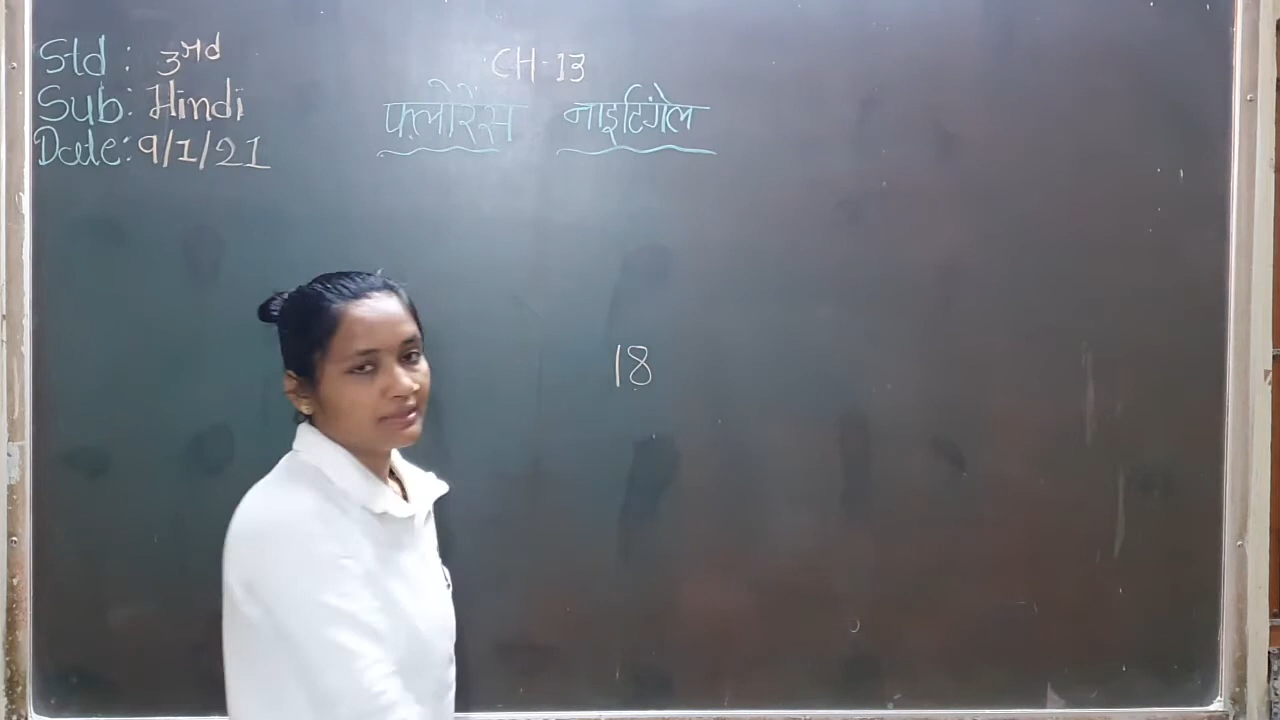 Std : 3rd
Sub: Hindi
Date: 9/1/21
CH-13
फ्लोरेंस नाइटिंगेल
18